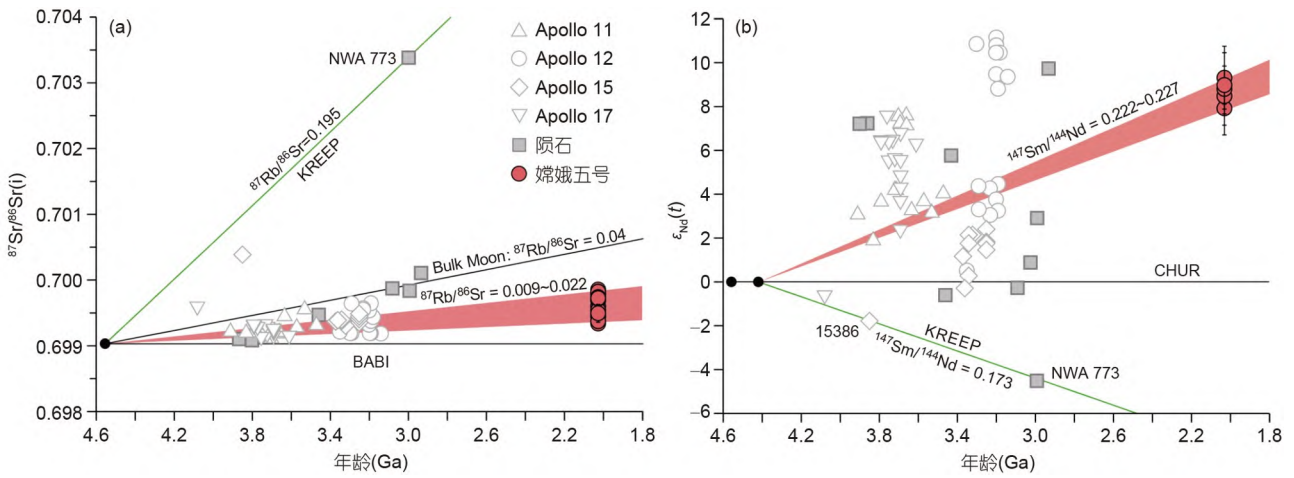 (a)
0.704
0.703
0.702
0.701
0.700
0.699
0.698
⁸⁷Sr/⁸⁶Sr(i)
4.6
4.2
3.8
3.4
3.0
2.6
2.2
1.8
年龄(Ga)
NWA 773
⁸⁷Rb/⁸⁶Sr=0.195
KREEP
Apollo 11
Apollo 12
Apollo 15
Apollo 17
陨石
嫦娥五号
Bulk Moon: ⁸⁷Rb/⁸⁶Sr = 0.04
⁸⁷Rb/⁸⁶Sr = 0.009~0.022
BABI
(b)
12
10
8
6
4
2
0
−2
−4
−6
εNd(t)
4.6
3.8
3.4
3.0
2.6
2.2
1.8
年龄(Ga)
¹⁴⁷Sm/¹⁴⁴Nd = 0.222~0.227
CHUR
15386
KREEP
¹⁴⁷Sm/¹⁴⁴Nd = 0.173
NWA 773